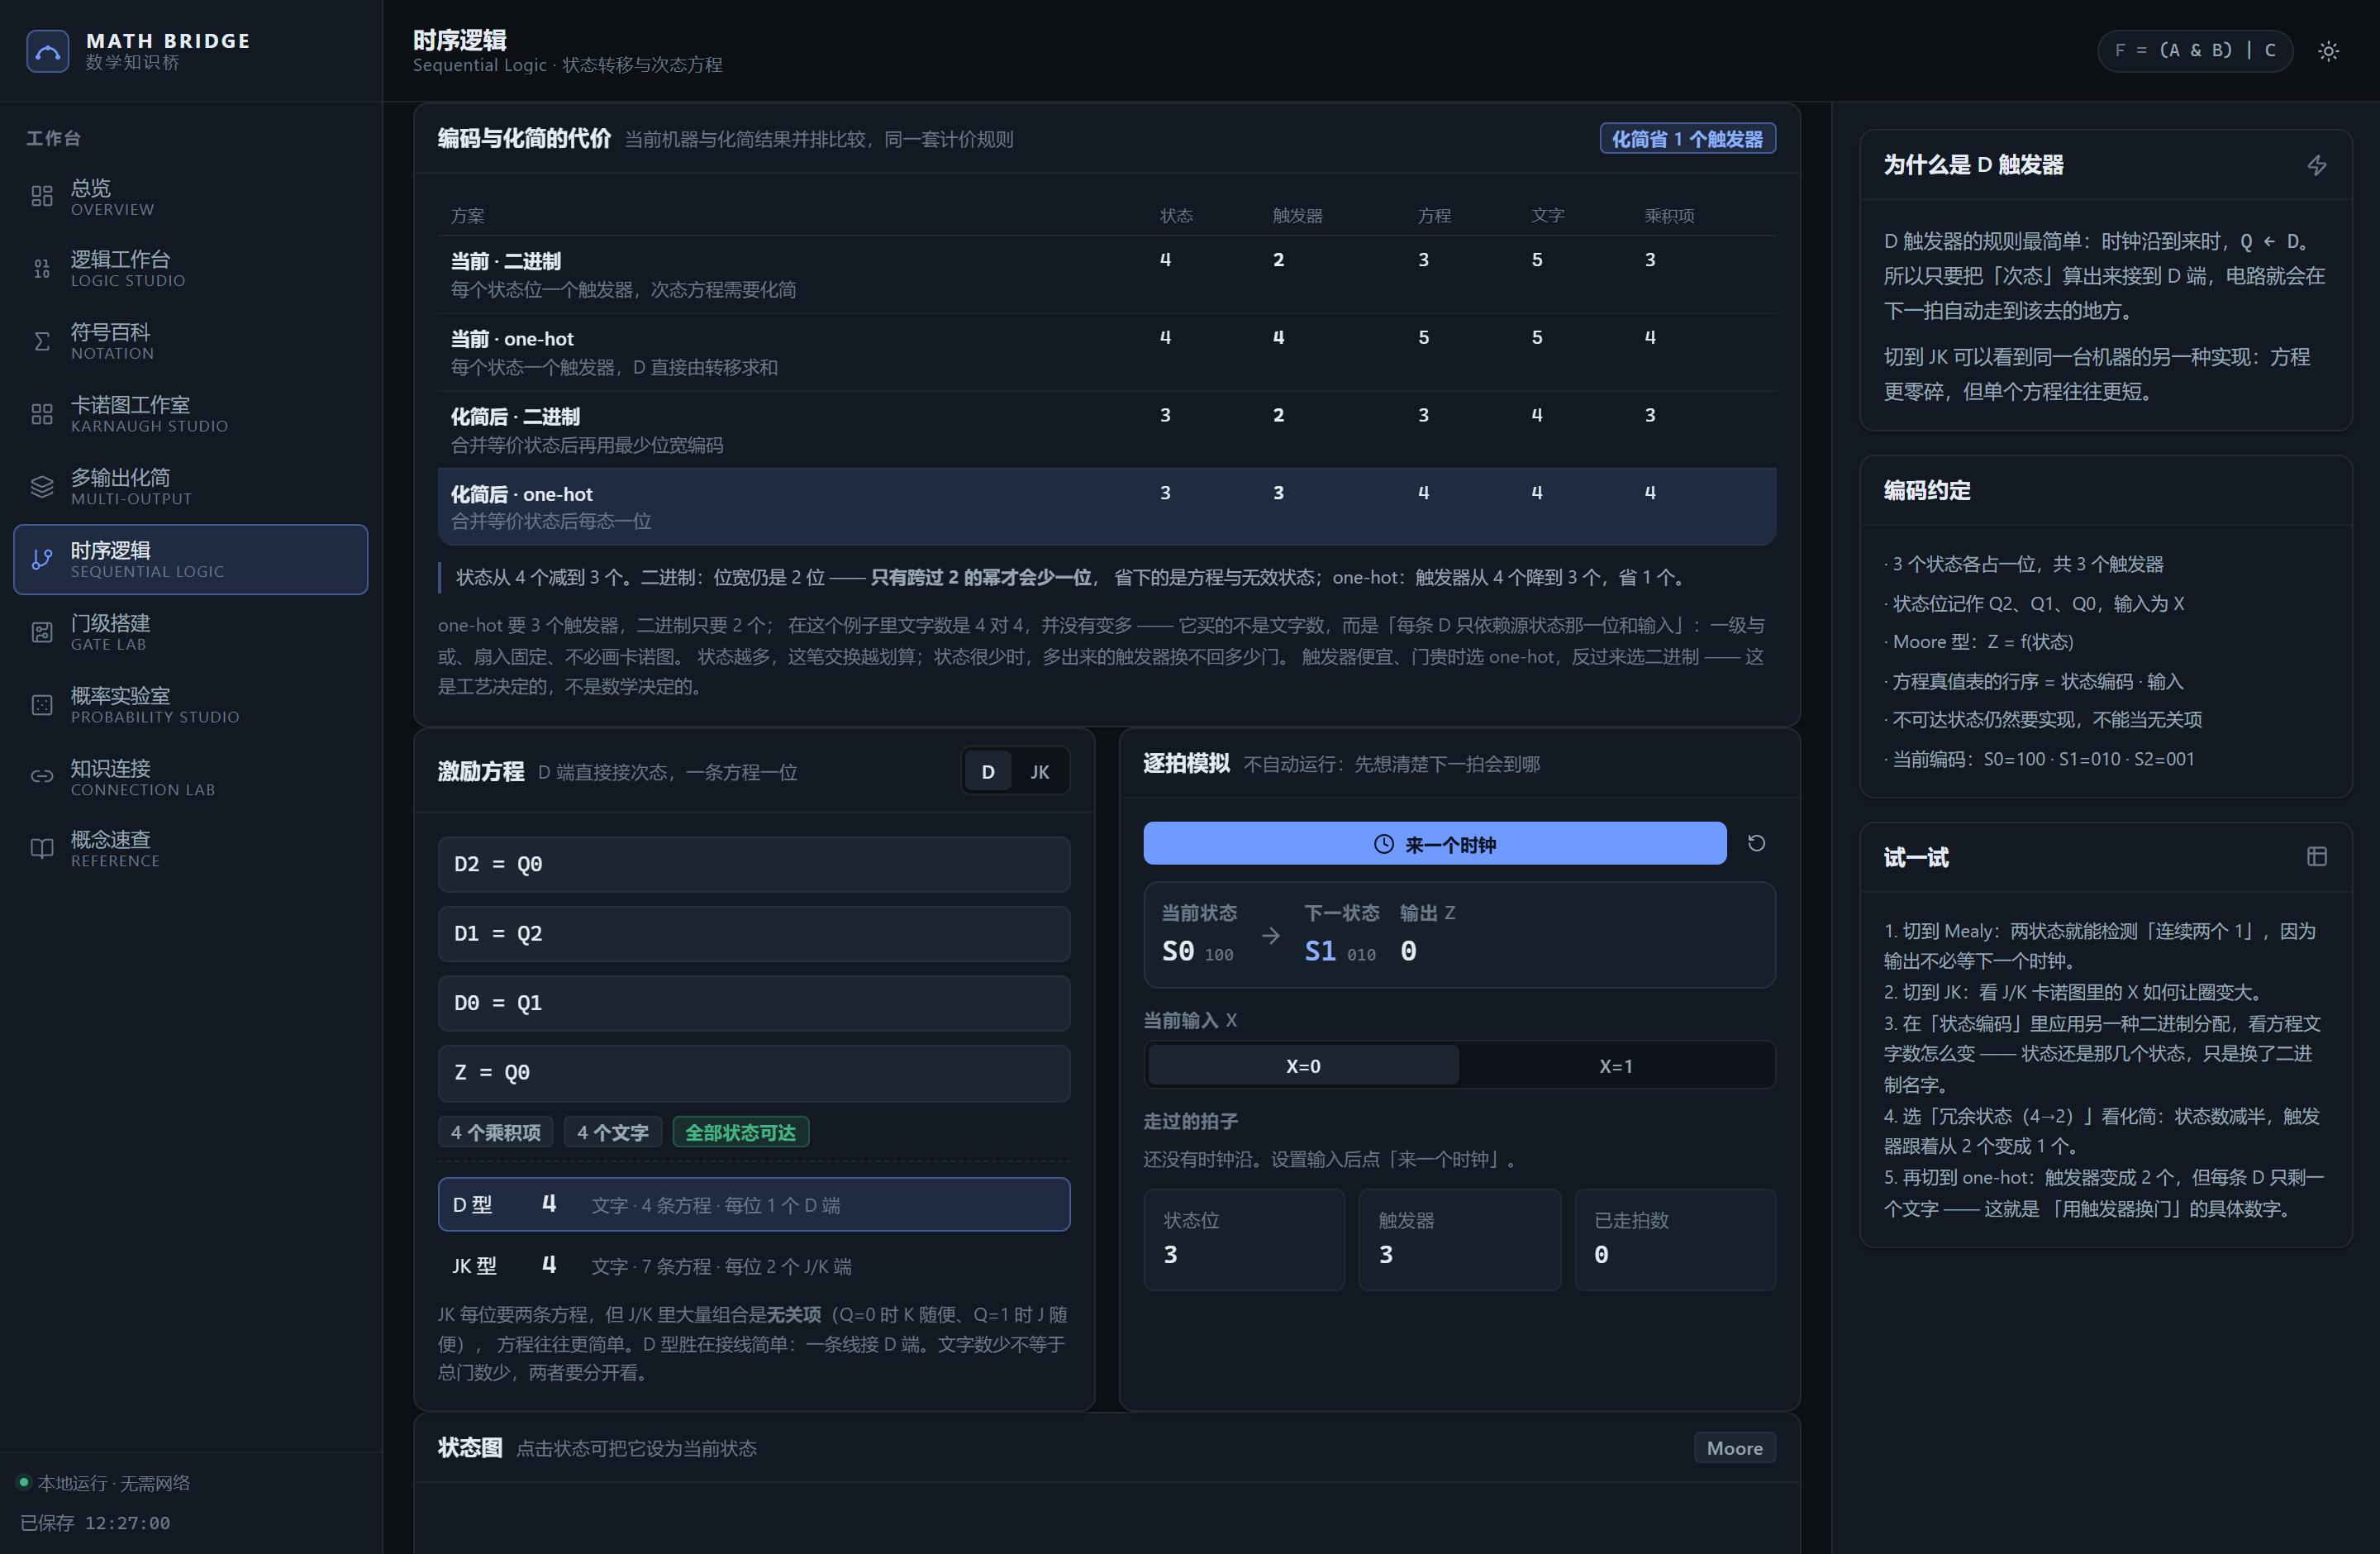 MATH BRIDGE
数学知识桥
工作台
总览
OVERVIEW
逻辑工作台
LOGIC STUDIO
符号百科
NOTATION
卡诺图工作室
KARNAUGH STUDIO
多输出化简
MULTI-OUTPUT
时序逻辑
SEQUENTIAL LOGIC
门级搭建
GATE LAB
概率实验室
PROBABILITY STUDIO
知识连接
CONNECTION LAB
概念速查
REFERENCE
本地运行 · 无需网络
已保存 12:27:00
时序逻辑
Sequential Logic · 状态转移与次态方程
F = (A & B) | C
编码与化简的代价 当前机器与化简结果并排比较，同一套计价规则
化简省 1 个触发器
方案 状态 触发器 方程 文字 乘积项
当前 · 二进制 4 2 3 5 3
每个状态位一个触发器，次态方程需要化简
当前 · one-hot 4 4 5 5 4
每个状态一个触发器，D 直接由转移求和
化简后 · 二进制 3 2 3 4 3
合并等价状态后再用最少位宽编码
化简后 · one-hot 3 3 4 4 4
合并等价状态后每态一位
状态从 4 个减到 3 个。二进制：位宽仍是 2 位 —— 只有跨过 2 的幂才会少一位， 省下的是方程与无效状态；one-hot：触发器从 4 个降到 3 个，省 1 个。
one-hot 要 3 个触发器，二进制只要 2 个； 在这个例子里文字数是 4 对 4，并没有变多 —— 它买的不是文字数，而是「每条 D 只依赖源状态那一位和输入」：一级与
或、扇入固定、不必画卡诺图。 状态越多，这笔交换越划算；状态很少时，多出来的触发器换不回多少门。 触发器便宜、门贵时选 one-hot，反过来选二进制 —— 这
是工艺决定的，不是数学决定的。
激励方程 D 端直接接次态，一条方程一位
D JK
D2 = Q0
D1 = Q2
D0 = Q1
Z = Q0
4 个乘积项 4 个文字 全部状态可达
D 型 4 文字 · 4 条方程 · 每位 1 个 D 端
JK 型 4 文字 · 7 条方程 · 每位 2 个 J/K 端
JK 每位要两条方程，但 J/K 里大量组合是无关项（Q=0 时 K 随便、Q=1 时 J 随
便）， 方程往往更简单。D 型胜在接线简单：一条线接 D 端。文字数少不等于
总门数少，两者要分开看。
逐拍模拟 不自动运行：先想清楚下一拍会到哪
来一个时钟
当前状态 下一状态 输出 Z
S0 100 S1 010 0
当前输入 X
X=0 X=1
走过的拍子
还没有时钟沿。设置输入后点「来一个时钟」。
状态位 触发器 已走拍数
3 3 0
状态图 点击状态可把它设为当前状态
Moore
为什么是 D 触发器
D 触发器的规则最简单：时钟沿到来时，Q ← D。
所以只要把「次态」算出来接到 D 端，电路就会在
下一拍自动走到该去的地方。
切到 JK 可以看到同一台机器的另一种实现：方程
更零碎，但单个方程往往更短。
编码约定
· 3 个状态各占一位，共 3 个触发器
· 状态位记作 Q2、Q1、Q0，输入为 X
· Moore 型：Z = f(状态)
· 方程真值表的行序 = 状态编码 · 输入
· 不可达状态仍然要实现，不能当无关项
· 当前编码：S0=100 · S1=010 · S2=001
试一试
1. 切到 Mealy：两状态就能检测「连续两个 1」，因为
输出不必等下一个时钟。
2. 切到 JK：看 J/K 卡诺图里的 X 如何让圈变大。
3. 在「状态编码」里应用另一种二进制分配，看方程文
字数怎么变 —— 状态还是那几个状态，只是换了二进
制名字。
4. 选「冗余状态（4→2）」看化简：状态数减半，触发
器跟着从 2 个变成 1 个。
5. 再切到 one-hot：触发器变成 2 个，但每条 D 只剩一
个文字 —— 这就是 「用触发器换门」的具体数字。